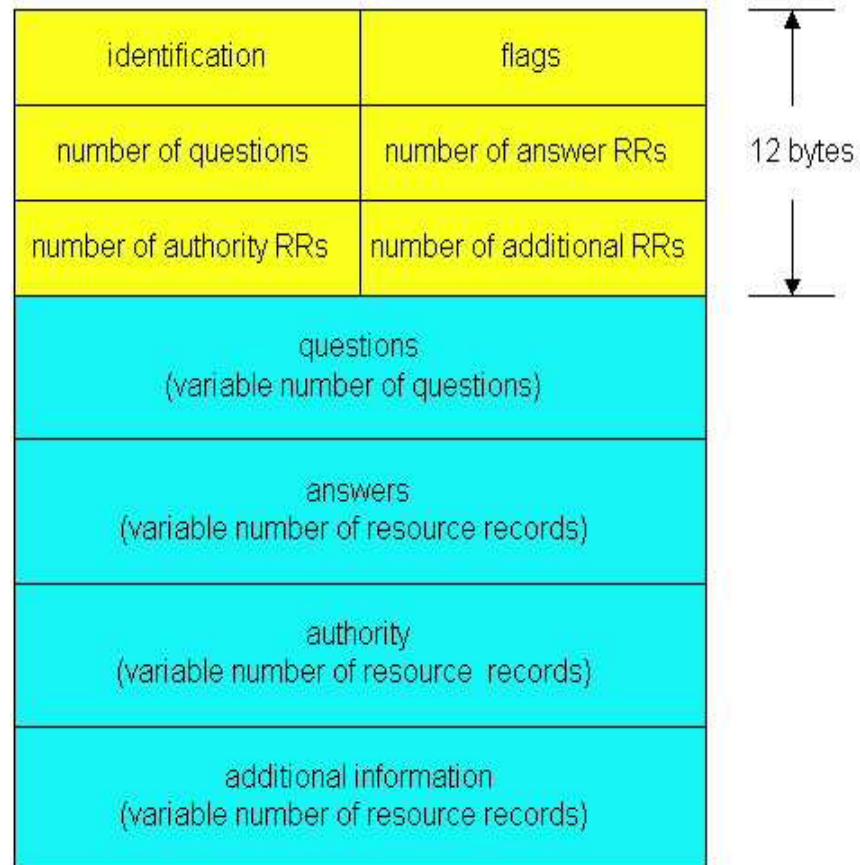 identification
flags
number of questions
number of answer RRs
12 bytes
number of authority RRs
number of additional RRs
questions
(variable number of questions)
answers
(variable number of resource records)
authority
(variable number of resource records)
additional information
(variable number of resource records)